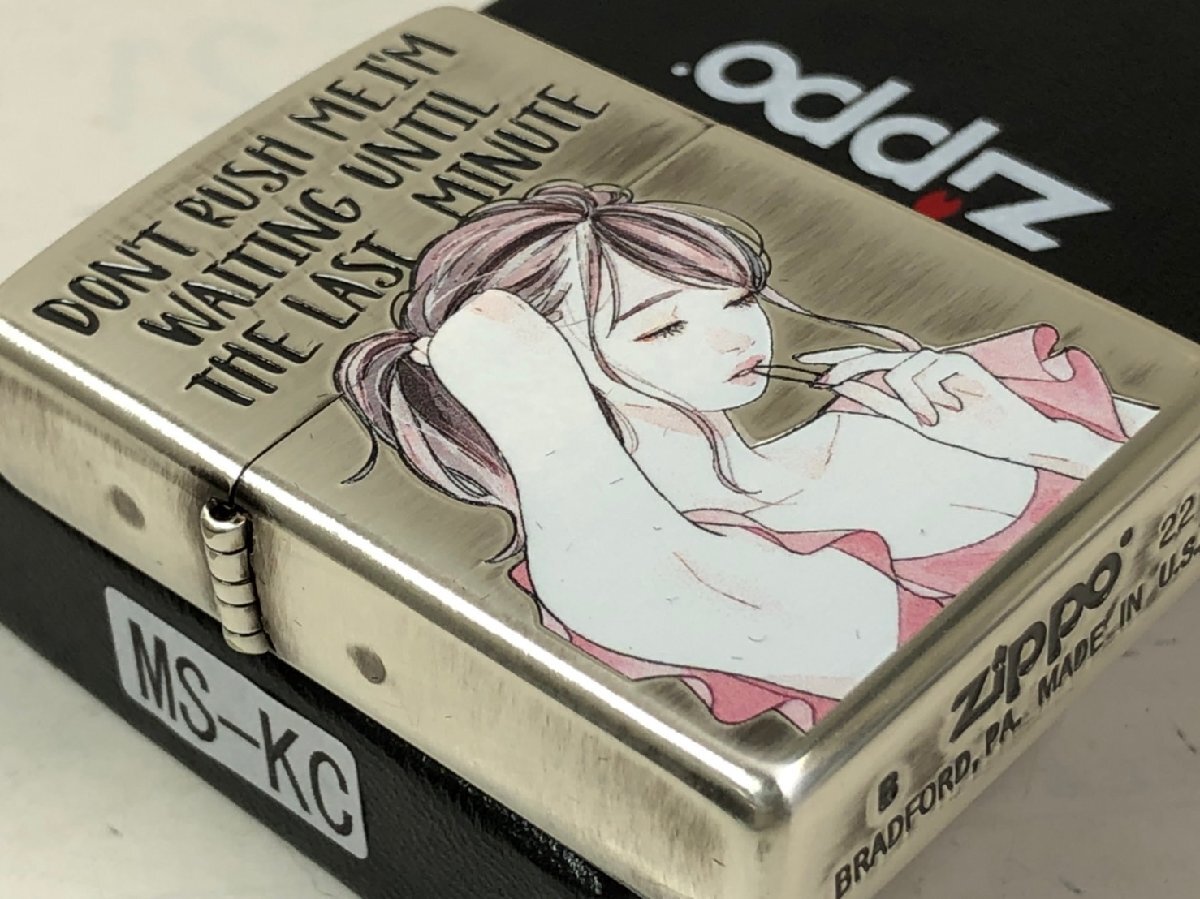 DON'T RUSH ME I'M
WAITING UNTIL
THE LAST MINUTE
zippo
MS-KC
B zippo 22
BRADFORD, PA. MADE IN U.S.